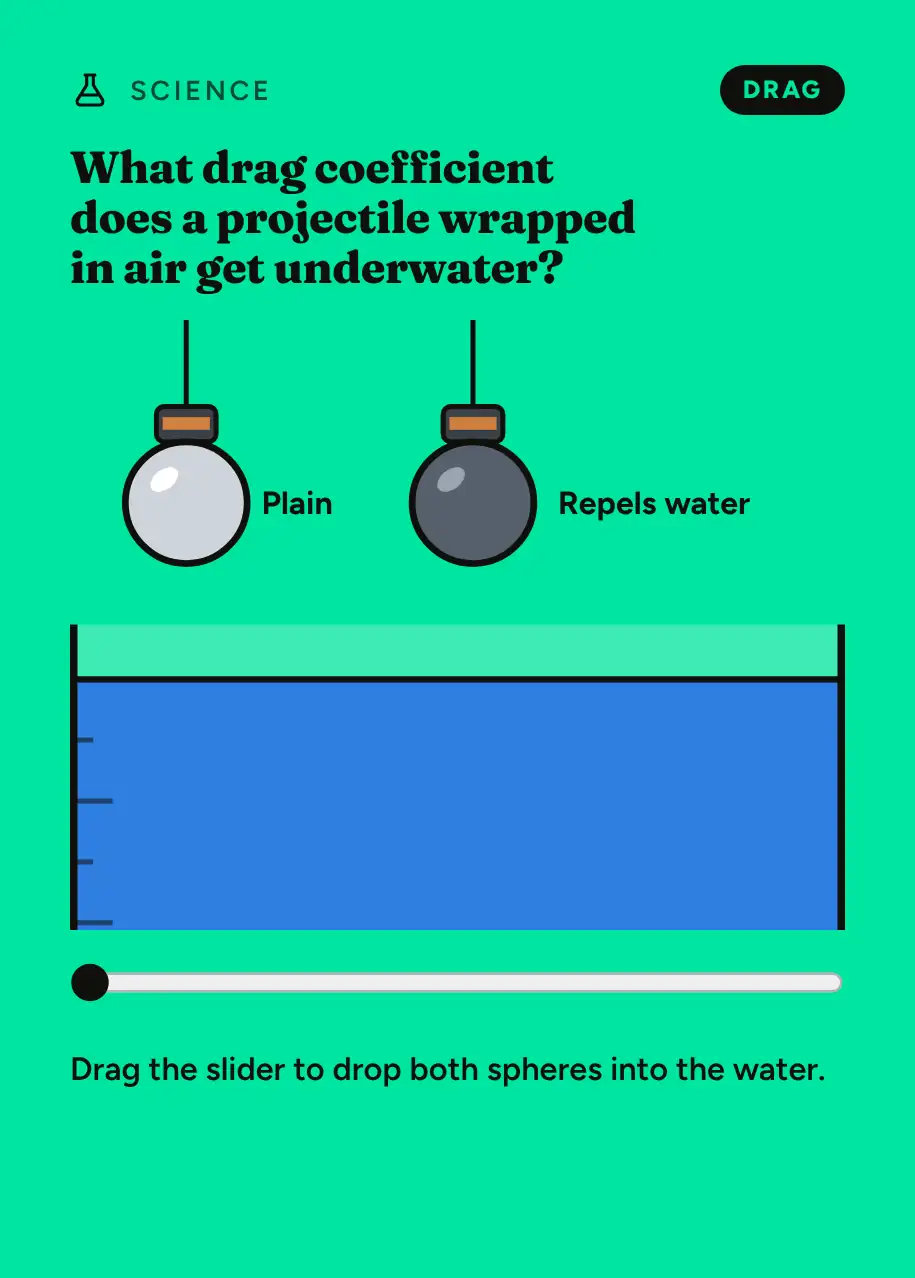 SCIENCE
DRAG
What drag coefficient
does a projectile wrapped
in air get underwater?
Plain
Repels water
Drag the slider to drop both spheres into the water.